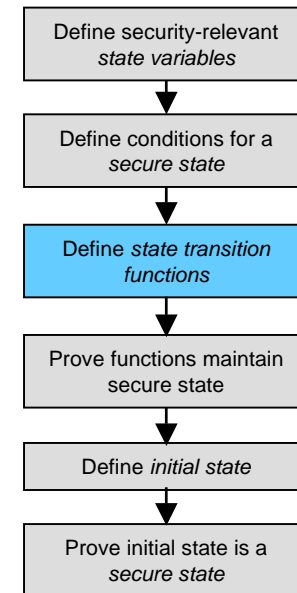 Define security-relevant
state variables
Define conditions for a
secure state
Define state transition
functions
Prove functions maintain
secure state
Define initial state
Prove initial state is a
secure state